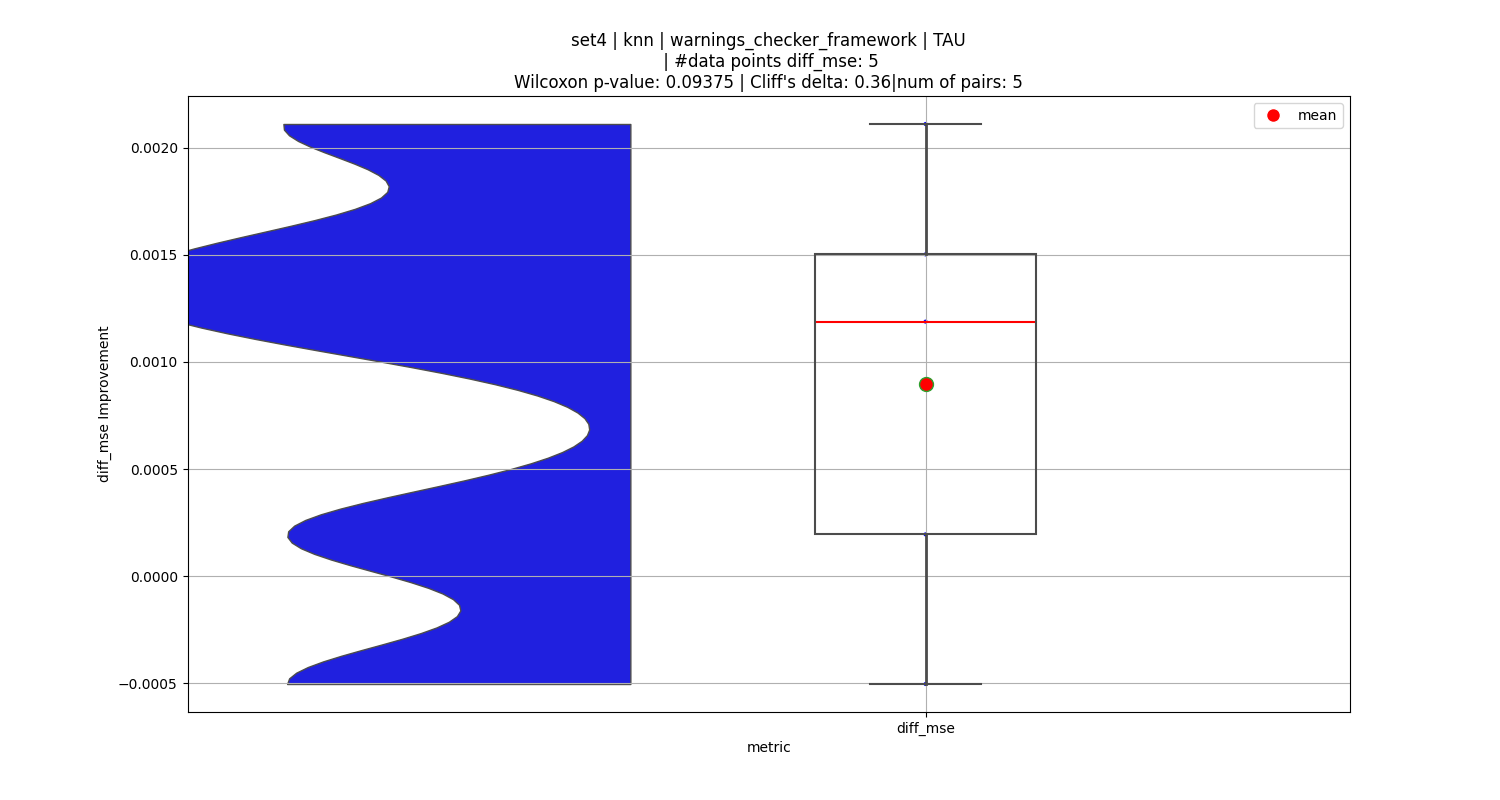 set4 | knn | warnings_checker_framework | TAU
| #data points diff_mse: 5
Wilcoxon p-value: 0.09375 | Cliff's delta: 0.36|num of pairs: 5
mean
0.0020
0.0015
0.0010
0.0005
0.0000
−0.0005
diff_mse Improvement
diff_mse
metric